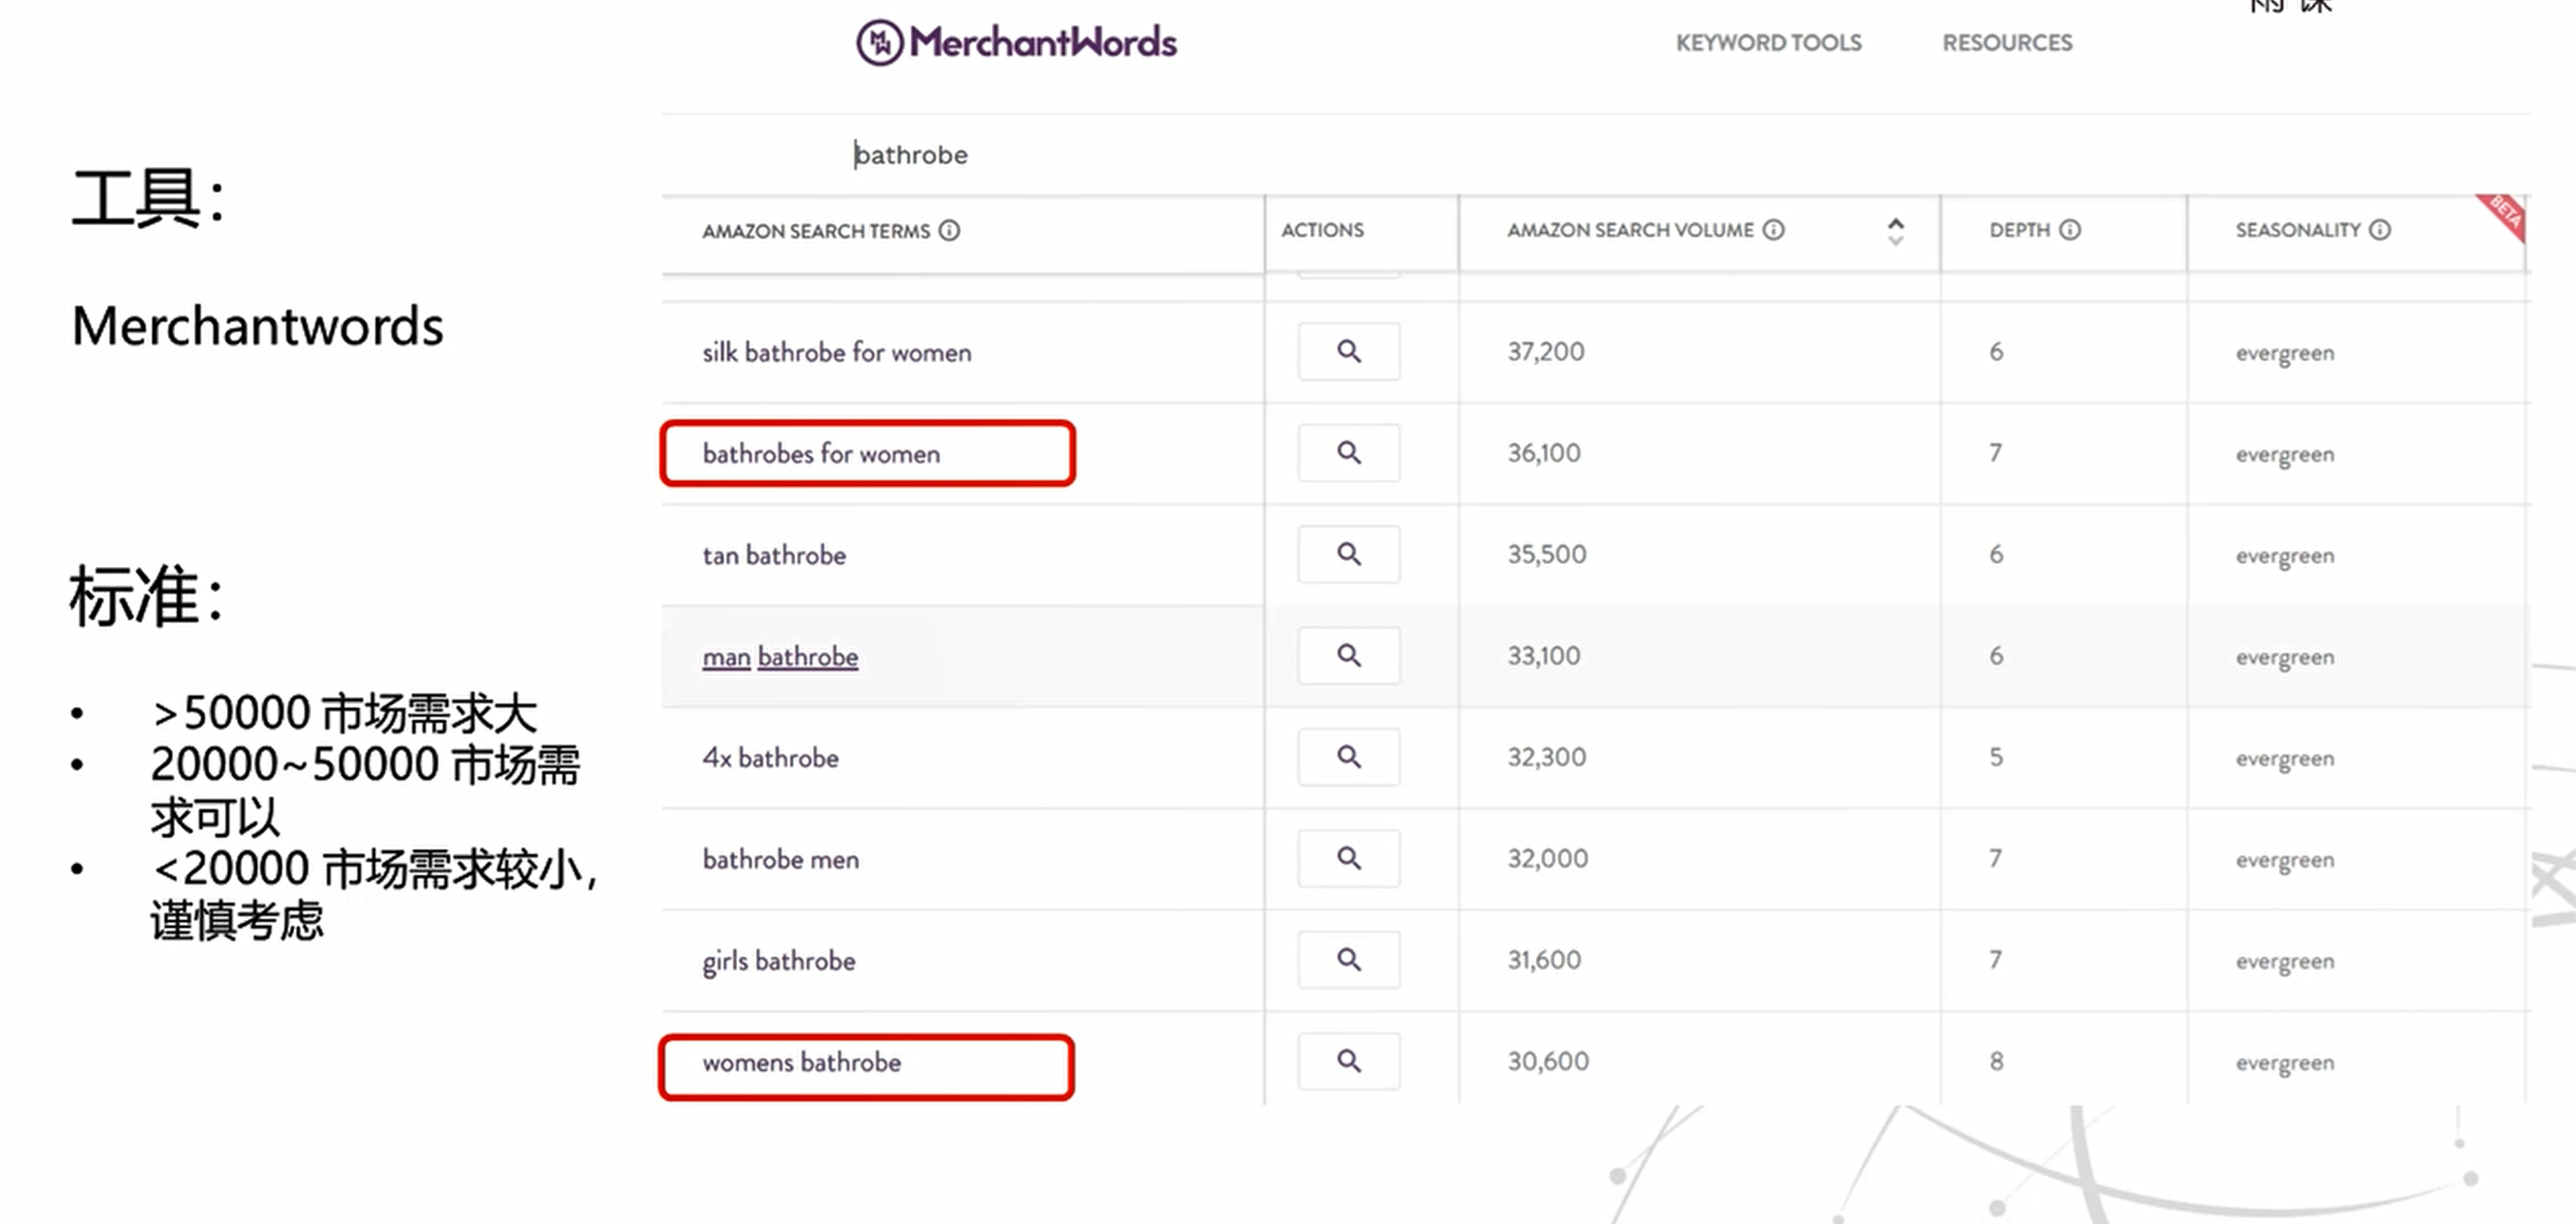 MerchantWords
KEYWORD TOOLS RESOURCES
bathrobe
工具：
Merchantwords
标准：
• >50000 市场需求大
• 20000~50000 市场需
求可以
• <20000 市场需求较小，
谨慎考虑
AMAZON SEARCH TERMS ACTIONS AMAZON SEARCH VOLUME DEPTH SEASONALITY BETA
silk bathrobe for women 37,200 6 evergreen
bathrobes for women 36,100 7 evergreen
tan bathrobe 35,500 6 evergreen
man bathrobe 33,100 6 evergreen
4x bathrobe 32,300 5 evergreen
bathrobe men 32,000 7 evergreen
girls bathrobe 31,600 7 evergreen
womens bathrobe 30,600 8 evergreen